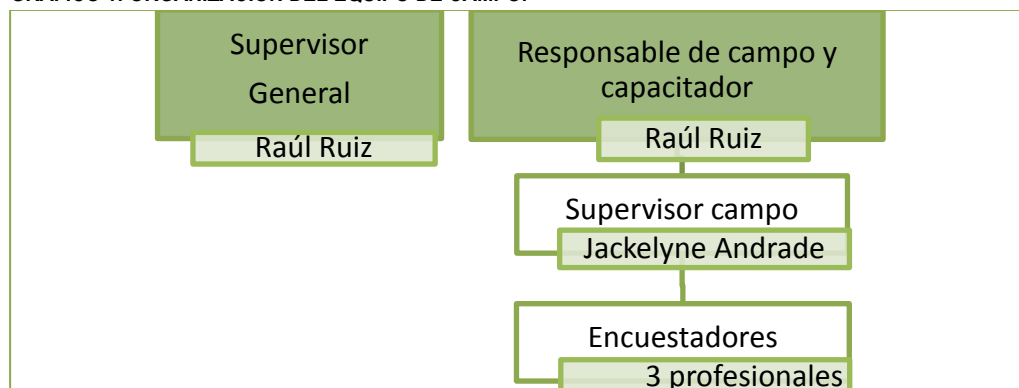 Supervisor
General
Raúl Ruiz
Responsable de campo y
capacitador
Raúl Ruiz
Supervisor campo
Jackelyne Andrade
Encuestadores
3 profesionales